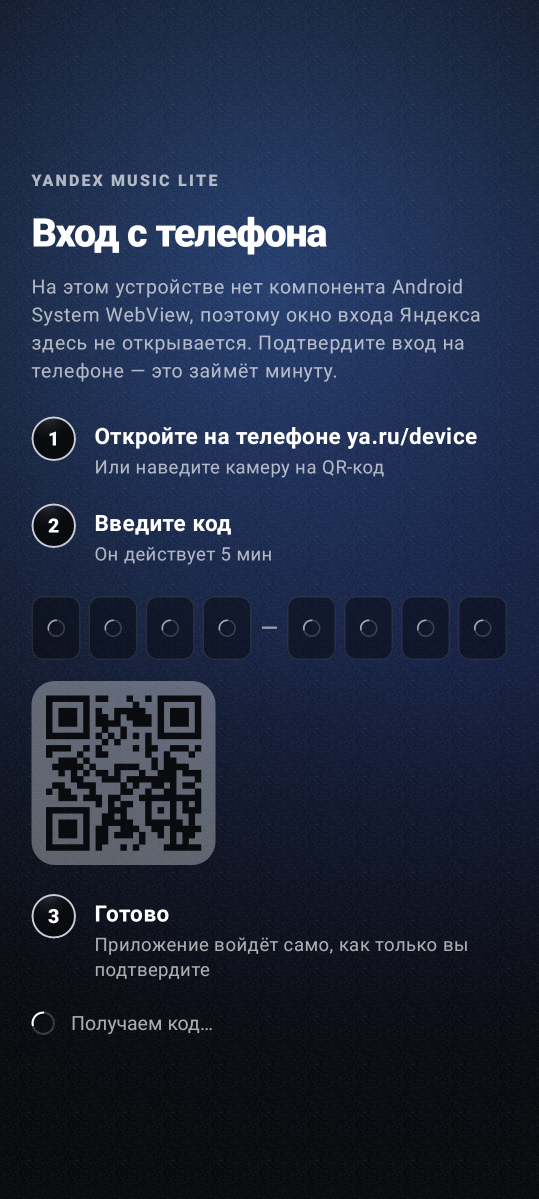 YANDEX MUSIC LITE
Вход с телефона
На этом устройстве нет компонента Android
System WebView, поэтому окно входа Яндекса
здесь не открывается. Подтвердите вход на
телефоне — это займёт минуту.
1 Откройте на телефоне ya.ru/device
Или наведите камеру на QR-код
2 Введите код
Он действует 5 мин
–
3 Готово
Приложение войдёт само, как только вы
подтвердите
Получаем код...